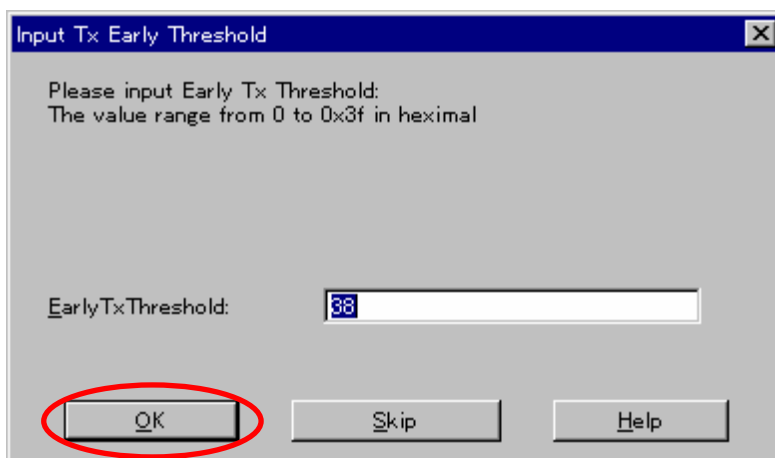 Input Tx Early Threshold
Please input Early Tx Threshold:
The value range from 0 to 0x3f in heximal
EarlyTxThreshold:
38
OK
Skip
Help